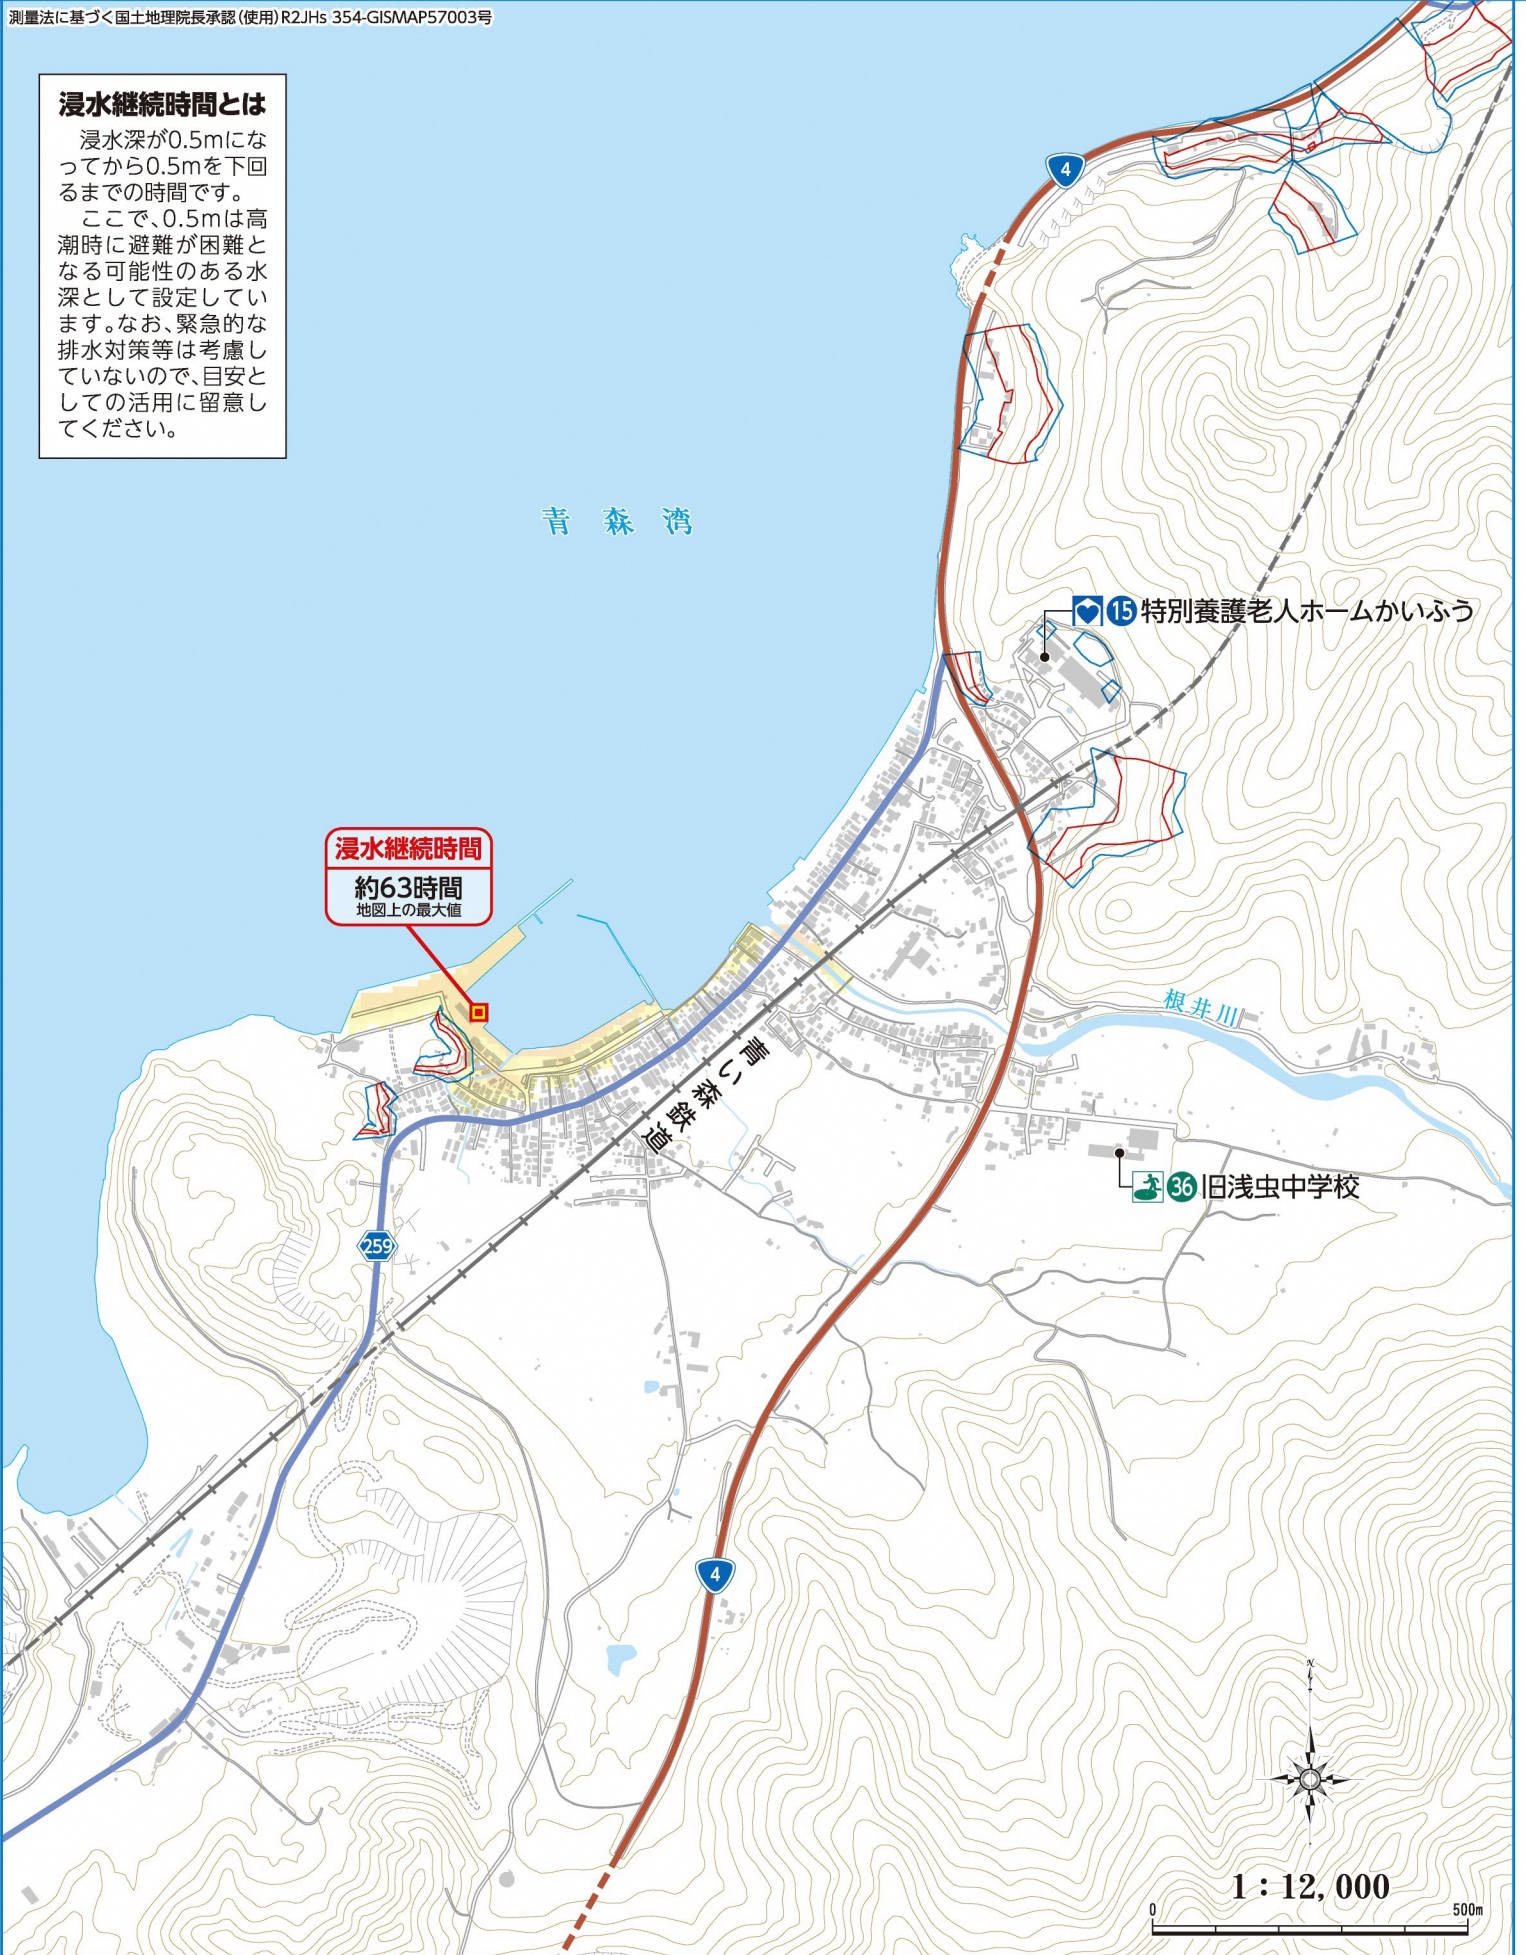 測量法に基づく国土地理院長承認(使用)R2JHs 354-GISMAP57003号
浸水継続時間とは
浸水深が0.5mにな
ってから0.5mを下回
るまでの時間です。
ここで、0.5mは高
潮時に避難が困難と
なる可能性のある水
深として設定してい
ます。なお、緊急的な
排水対策等は考慮し
ていないので、目安と
しての活用に留意し
てください。
4
青森湾
15 特別養護老人ホームかいふう
浸水継続時間
約63時間
地図上の最大値
根井川
青い森鉄道
36 旧浅虫中学校
259
4
N
1：12,000
0 500m